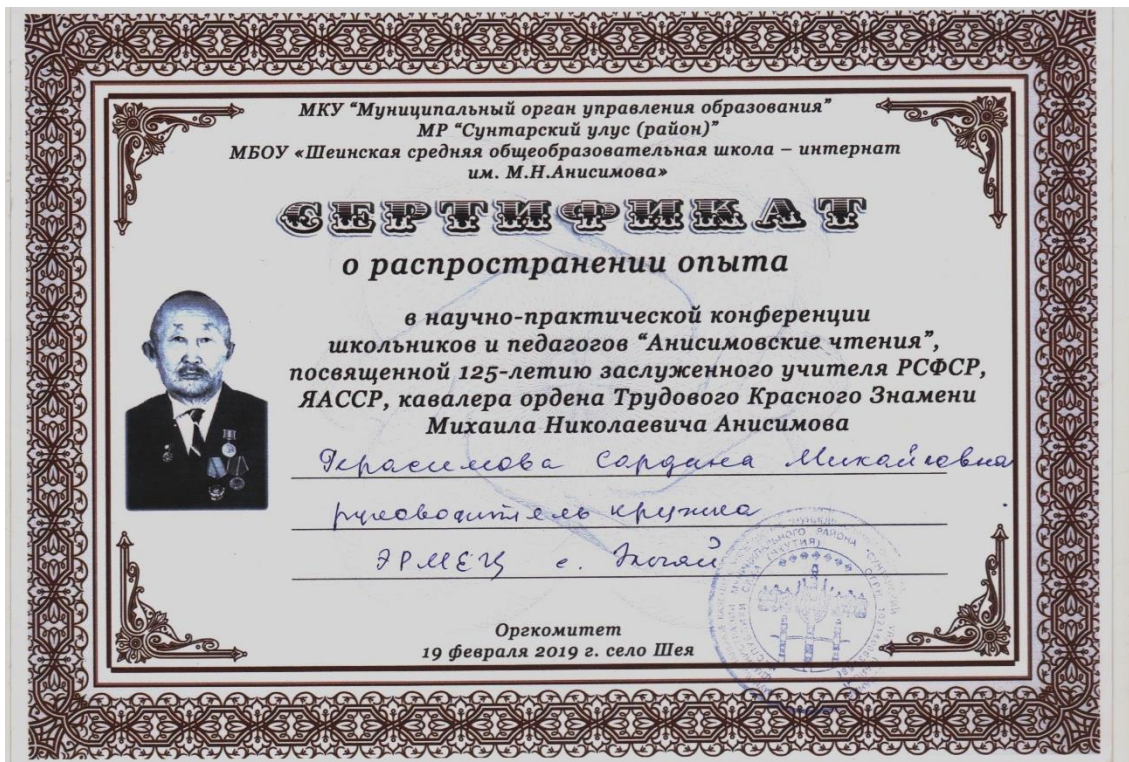 МКУ “Муниципальный орган управления образования”
МР “Сунтарский улус (район)”
МБОУ «Шеинская средняя общеобразовательная школа – интернат
им. М.Н.Анисимова»
СЕРТИФИКАТ
о распространении опыта
в научно-практической конференции
школьников и педагогов “Анисимовские чтения”,
посвященной 125-летию заслуженного учителя РСФСР,
ЯАССР, кавалера ордена Трудового Красного Знамени
Михаила Николаевича Анисимова
Герасимова Сардана Михайловна
руководитель кружка
с.
Оргкомитет
19 февраля 2019 г. село Шея